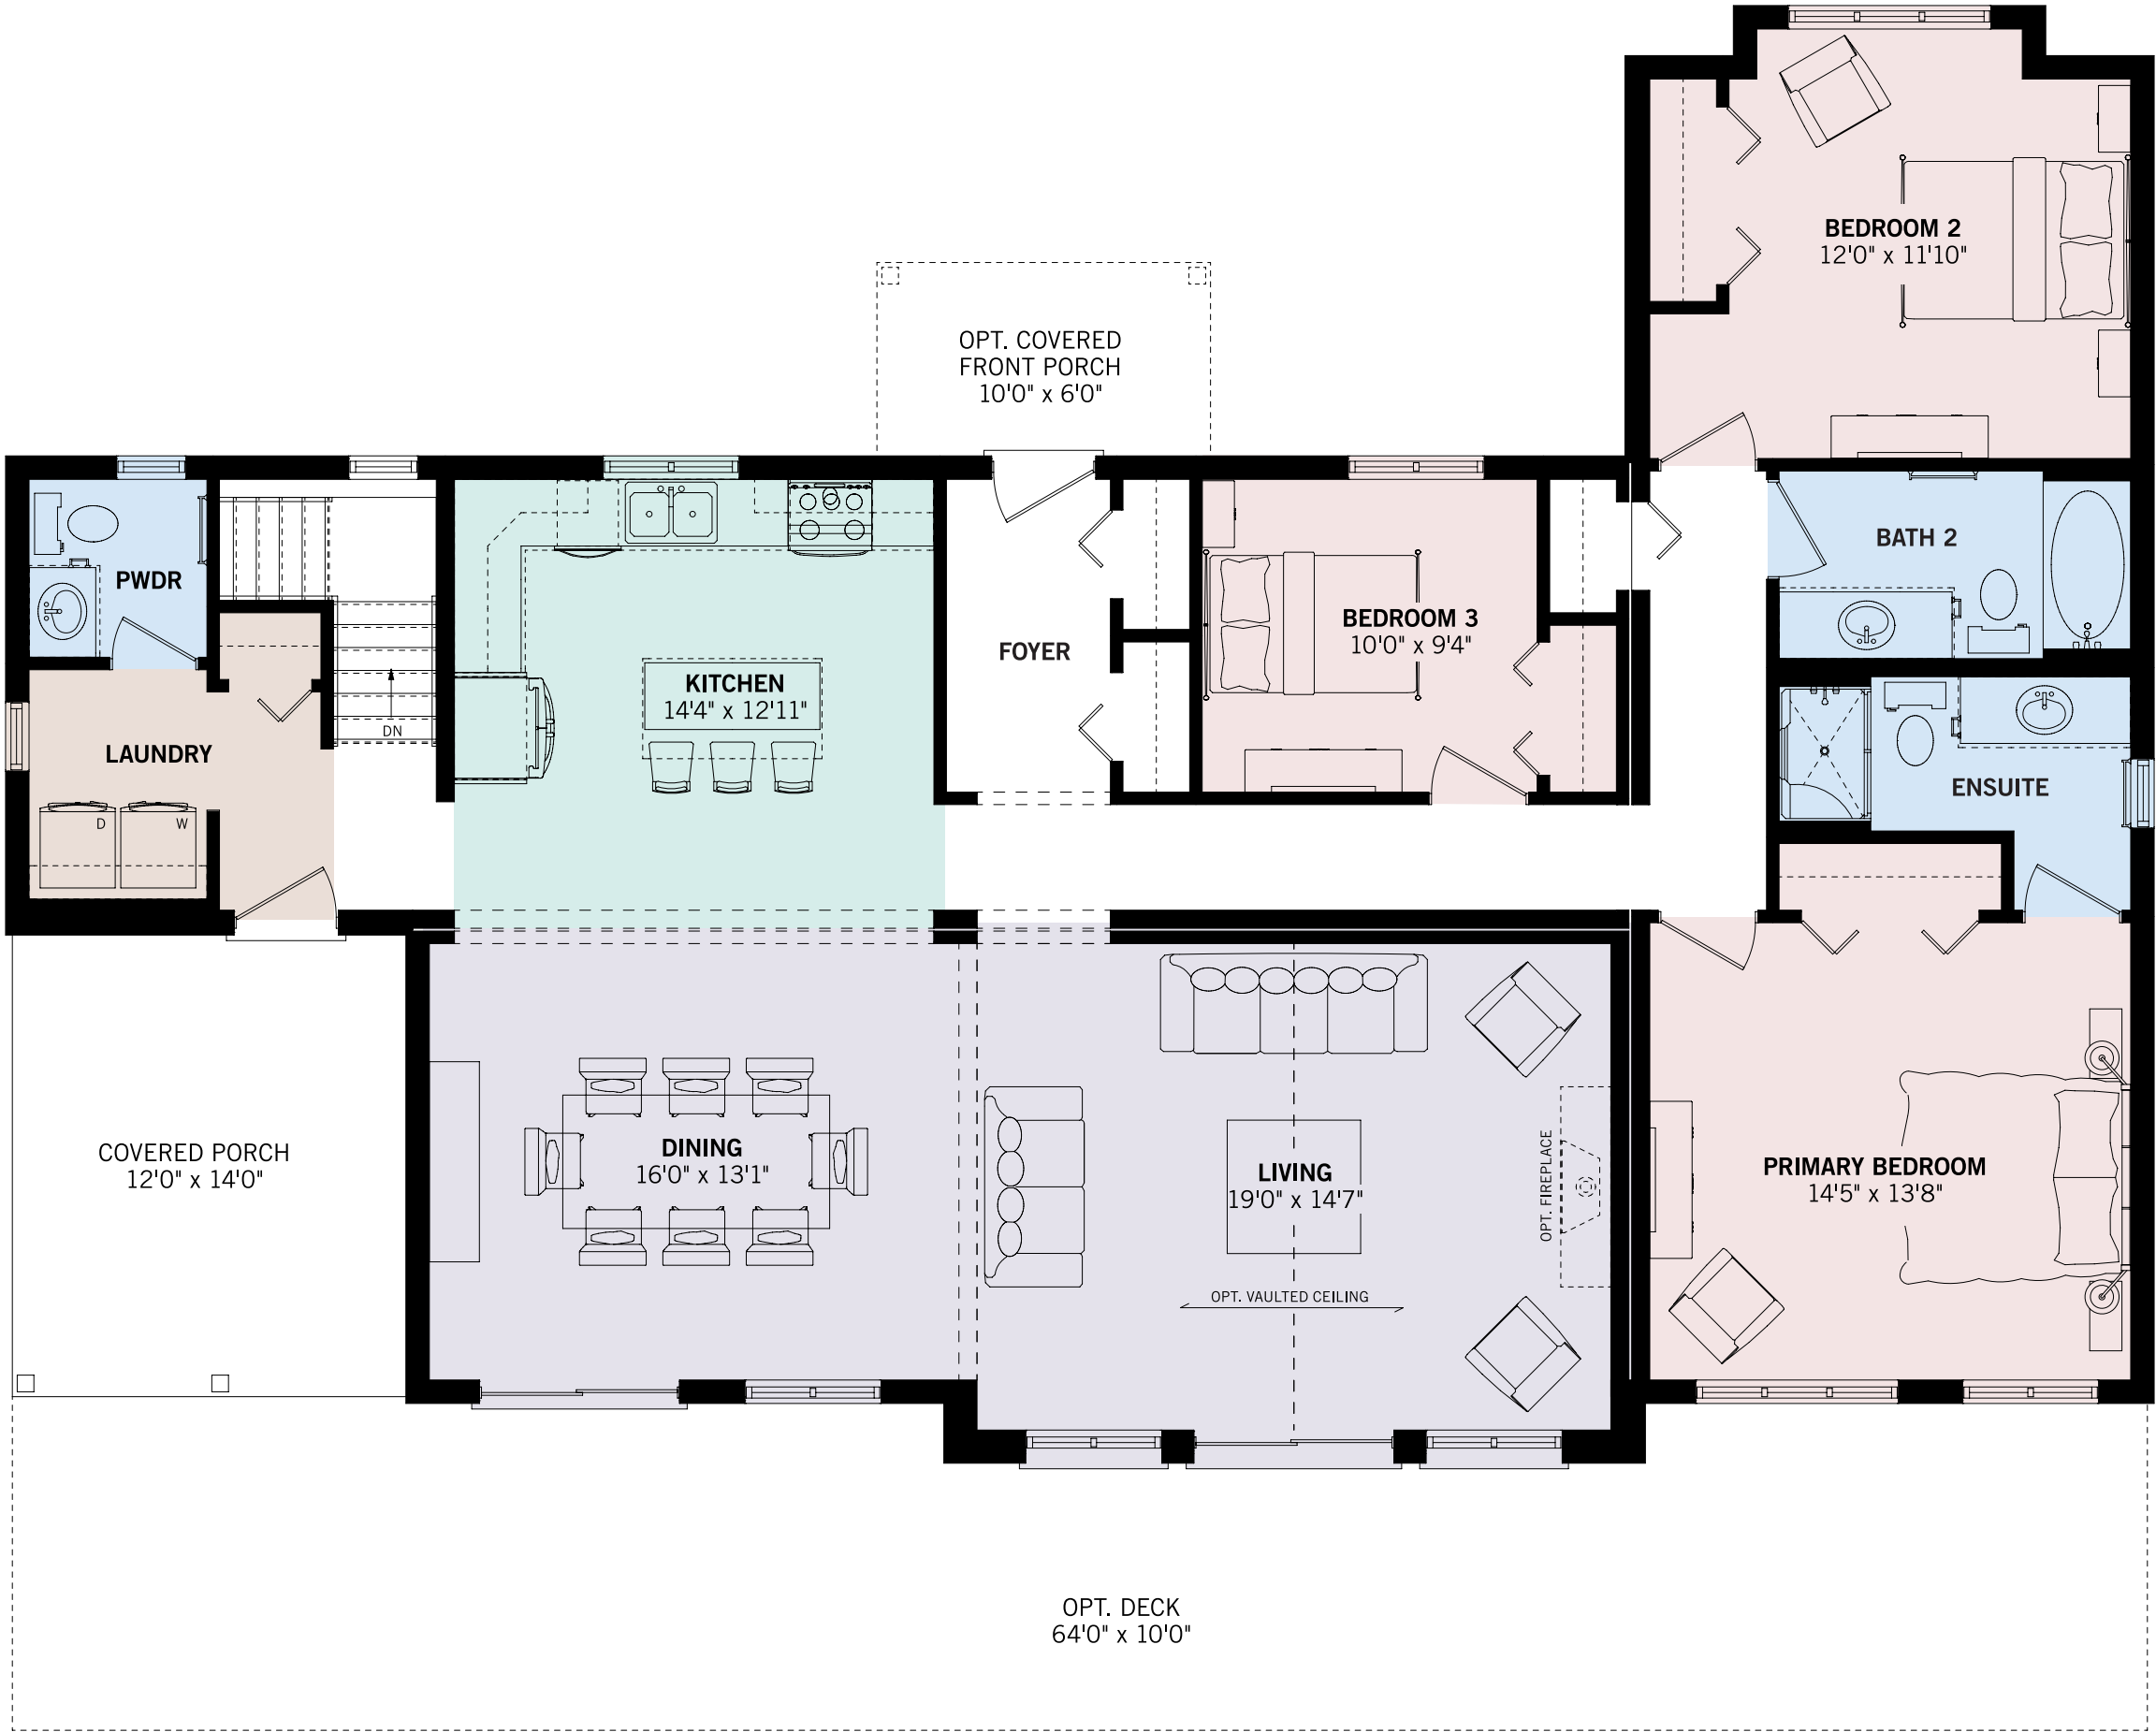 BEDROOM 2
12'0" x 11'10"
OPT. COVERED
FRONT PORCH
10'0" x 6'0"
PWDR
BATH 2
BEDROOM 3
10'0" x 9'4"
FOYER
KITCHEN
14'4" x 12'11"
DN
LAUNDRY
D
W
ENSUITE
COVERED PORCH
12'0" x 14'0"
DINING
16'0" x 13'1"
LIVING
19'0" x 14'7"
OPT. FIREPLACE
OPT. VAULTED CEILING
PRIMARY BEDROOM
14'5" x 13'8"
OPT. DECK
64'0" x 10'0"